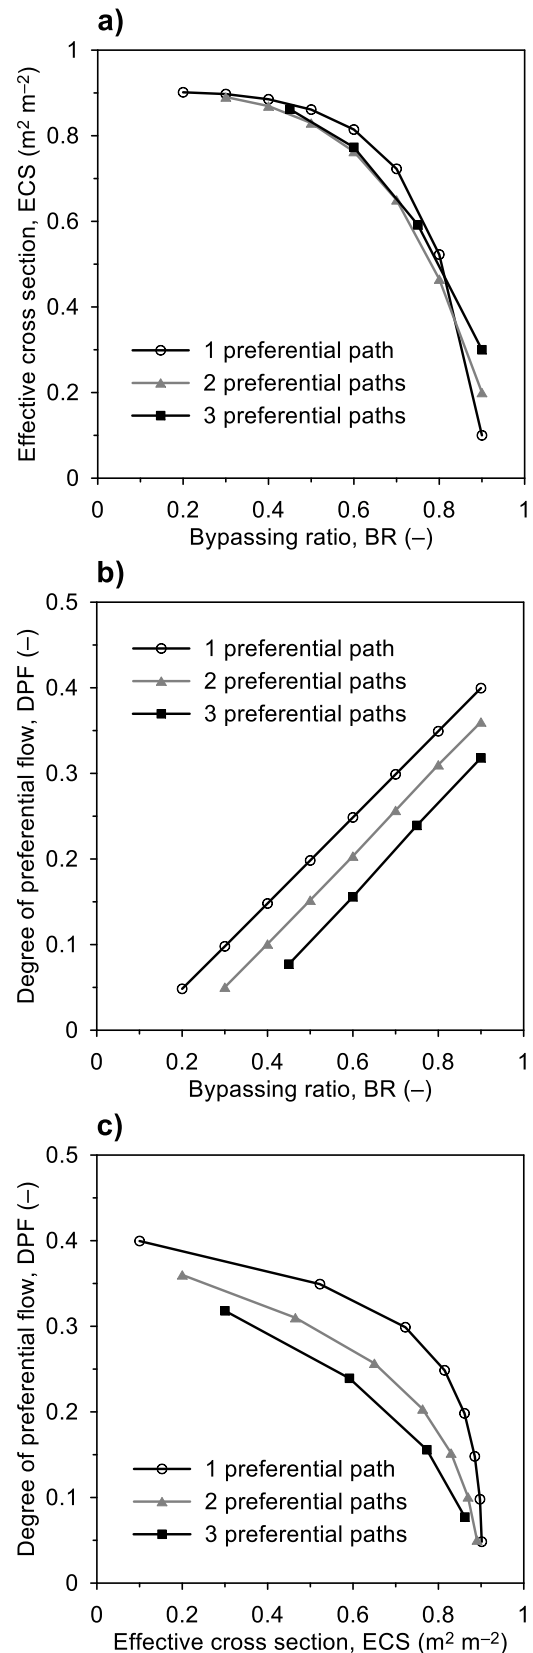 a)
Effective cross section, ECS (m² m⁻²)
1
0.8
0.6
0.4
0.2
0
1 preferential path
2 preferential paths
3 preferential paths
0 0.2 0.4 0.6 0.8 1
Bypassing ratio, BR (–)
b)
Degree of preferential flow, DPF (–)
0.5
0.4
0.3
0.2
0.1
0
1 preferential path
2 preferential paths
3 preferential paths
0 0.2 0.4 0.6 0.8 1
Bypassing ratio, BR (–)
c)
Degree of preferential flow, DPF (–)
0.5
0.4
0.3
0.2
0.1
0
1 preferential path
2 preferential paths
3 preferential paths
0 0.2 0.4 0.6 0.8 1
Effective cross section, ECS (m² m⁻²)